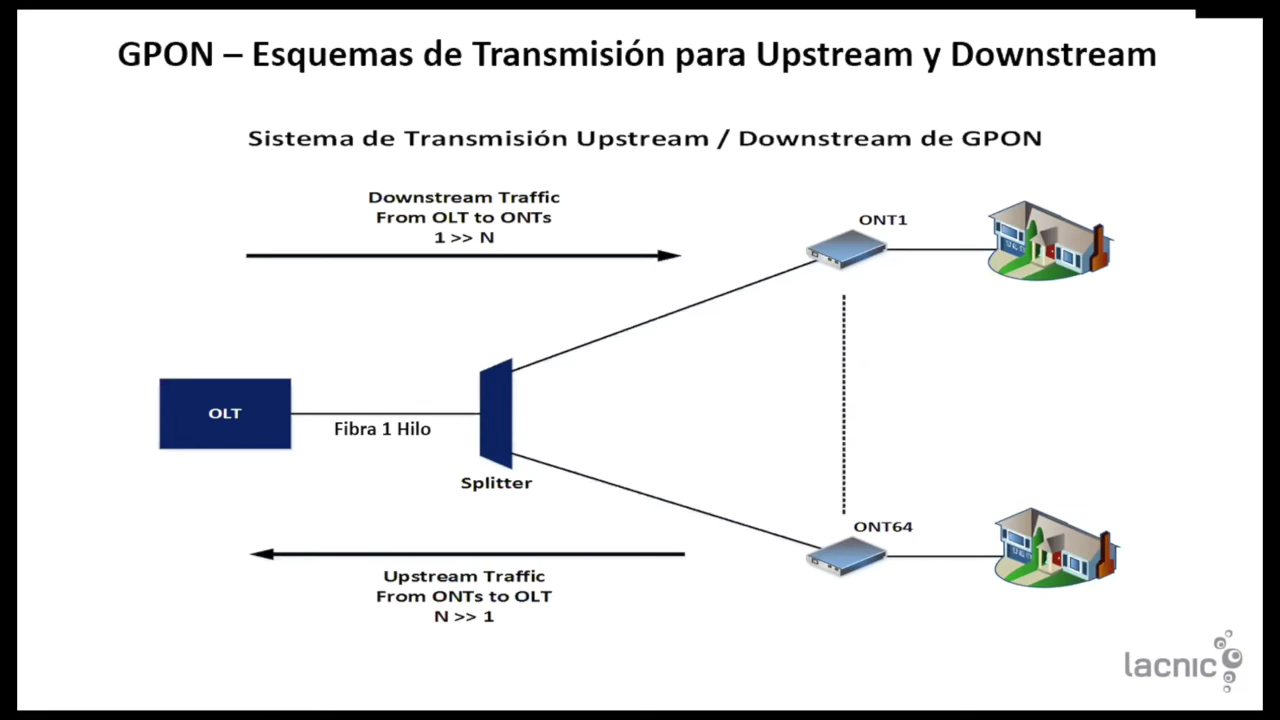 GPON – Esquemas de Transmisión para Upstream y Downstream
Sistema de Transmisión Upstream / Downstream de GPON
Downstream Traffic
From OLT to ONTs
1 >> N
ONT1
OLT
Fibra 1 Hilo
Splitter
ONT64
Upstream Traffic
From ONTs to OLT
N >> 1
lacnic